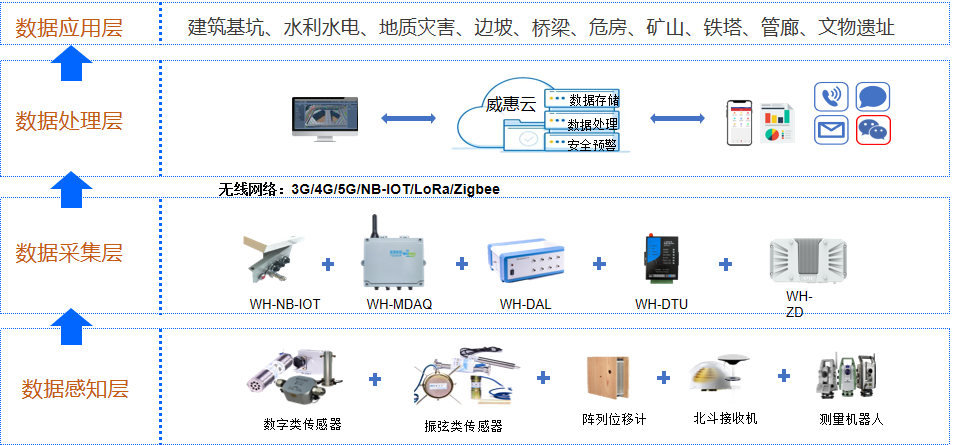 数据应用层
建筑基坑、水利水电、地质灾害、边坡、桥梁、危房、矿山、铁塔、管廊、文物遗址
数据处理层
威惠云
数据存储
数据处理
安全预警
无线网络：3G/4G/5G/NB-IOT/LoRa/Zigbee
数据采集层
WH-NB-IOT
WH-MDAQ
WH-DAL
WH-DTU
WH-
ZD
数据感知层
数字类传感器
振弦类传感器
阵列位移计
北斗接收机
测量机器人